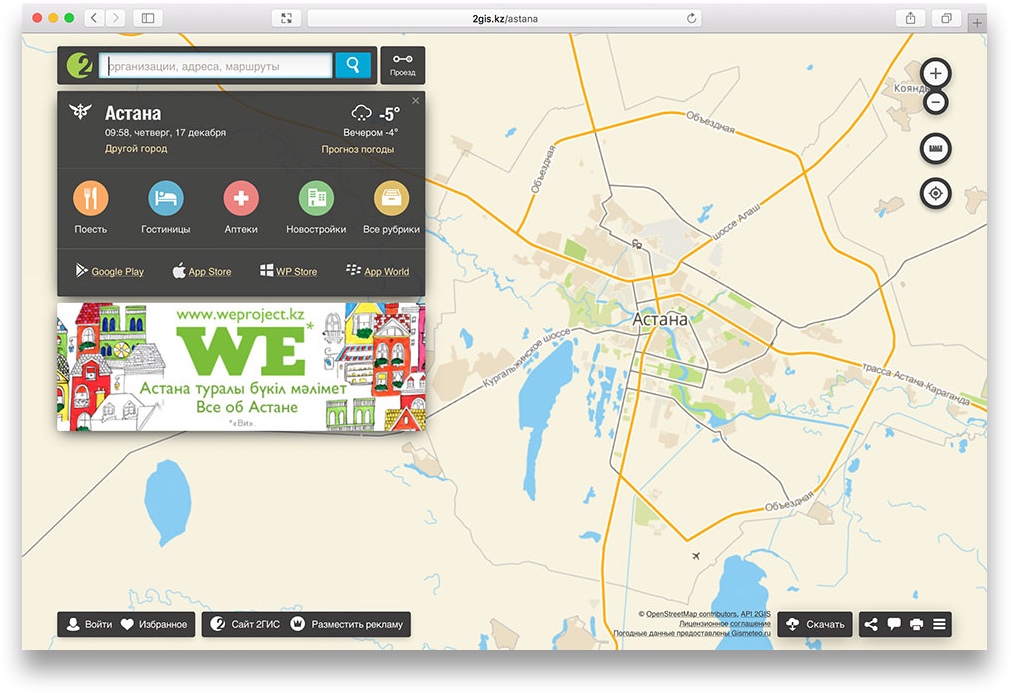 2gis.kz/astana
2
организации, адреса, маршруты
Проезд
Астана
-5°
09:58, четверг, 17 декабря
Вечером -4°
Другой город
Прогноз погоды
Поесть
Гостиницы
Аптеки
Новостройки
Все рубрики
Google Play
App Store
WP Store
App World
www.weproject.kz
WE*
Астана туралы бүкіл мәлімет
Все об Астане
*«Ви».
Коянды
Объездная
Объездная
шоссе Алаш
Астана
Кургальжинское шоссе
трасса Астана-Караганда
Объездная
Войти
Избранное
2
Сайт 2ГИС
Разместить рекламу
© OpenStreetMap contributors, API 2GIS
Лицензионное соглашение
Погодные данные предоставлены Gismeteo.ru
Скачать